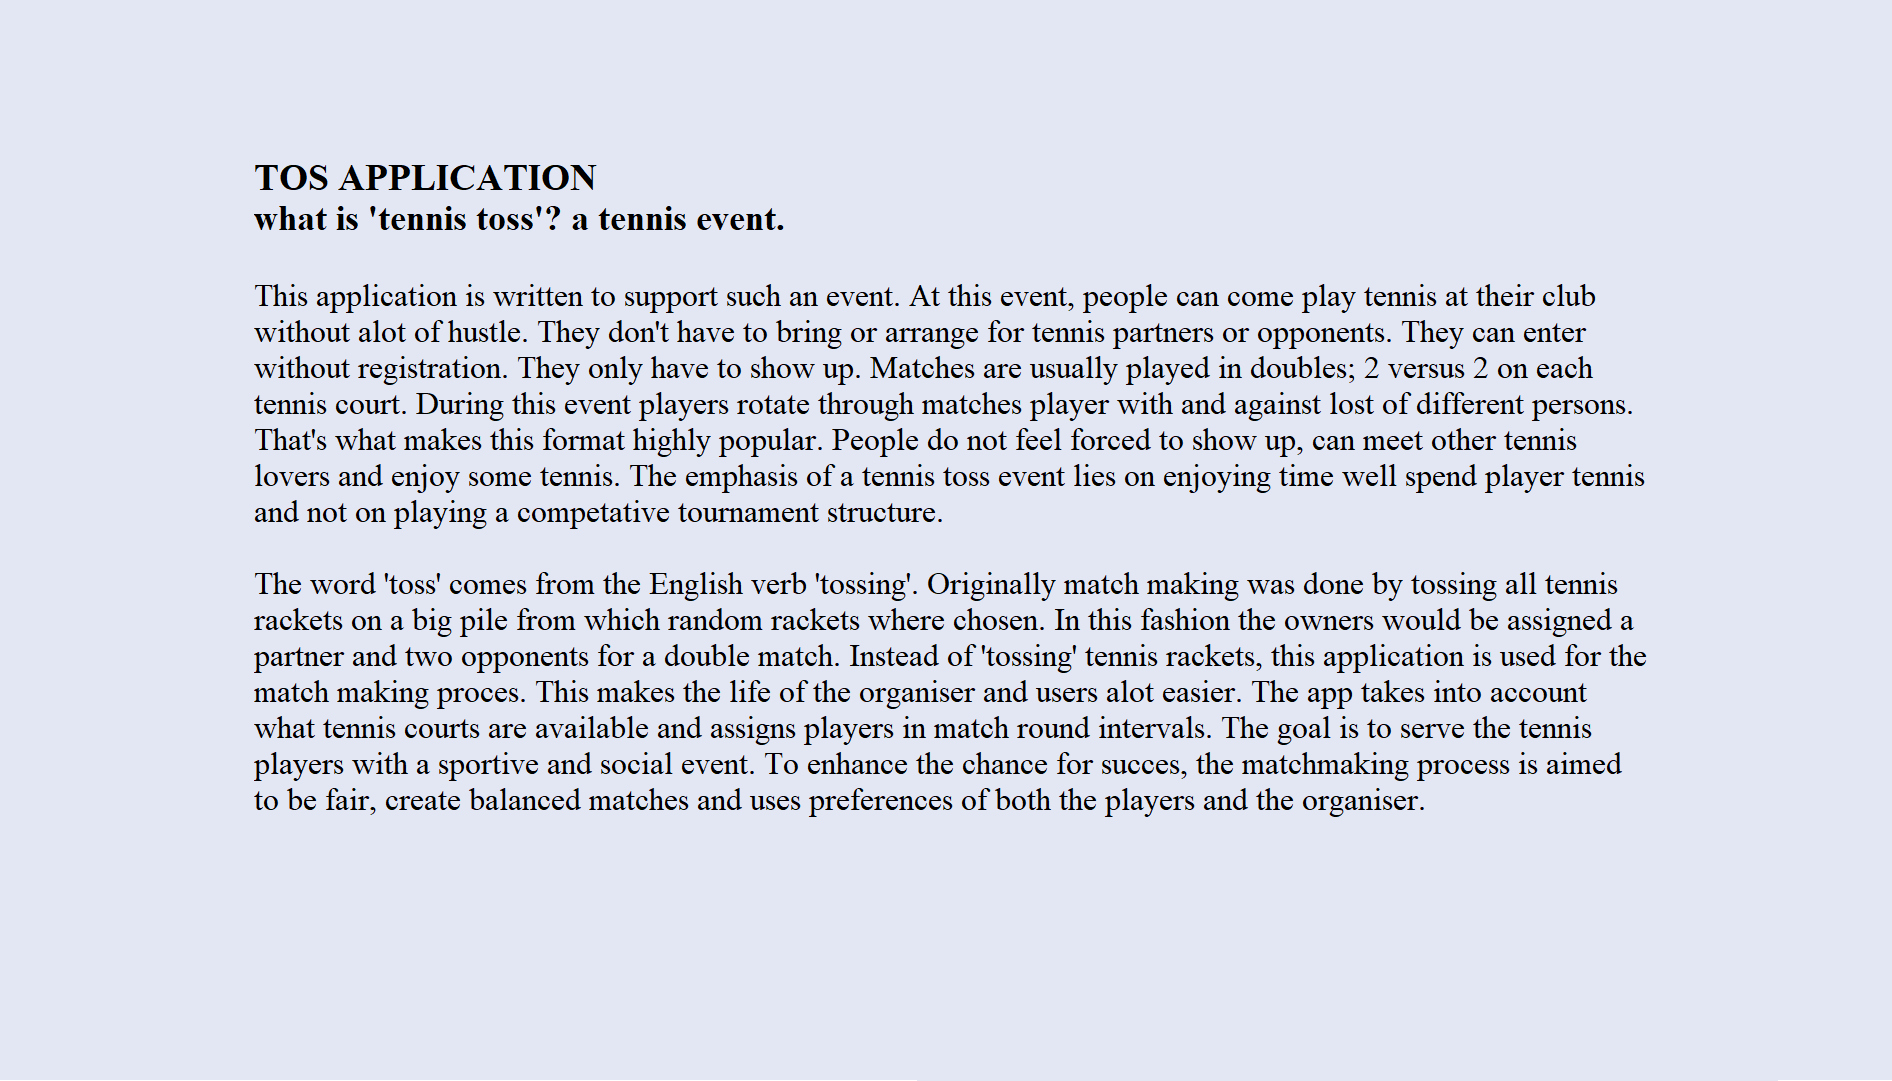 TOS APPLICATION
what is 'tennis toss'? a tennis event.
This application is written to support such an event. At this event, people can come play tennis at their club
without alot of hustle. They don't have to bring or arrange for tennis partners or opponents. They can enter
without registration. They only have to show up. Matches are usually played in doubles; 2 versus 2 on each
tennis court. During this event players rotate through matches player with and against lost of different persons.
That's what makes this format highly popular. People do not feel forced to show up, can meet other tennis
lovers and enjoy some tennis. The emphasis of a tennis toss event lies on enjoying time well spend player tennis
and not on playing a competative tournament structure.
The word 'toss' comes from the English verb 'tossing'. Originally match making was done by tossing all tennis
rackets on a big pile from which random rackets where chosen. In this fashion the owners would be assigned a
partner and two opponents for a double match. Instead of 'tossing' tennis rackets, this application is used for the
match making proces. This makes the life of the organiser and users alot easier. The app takes into account
what tennis courts are available and assigns players in match round intervals. The goal is to serve the tennis
players with a sportive and social event. To enhance the chance for succes, the matchmaking process is aimed
to be fair, create balanced matches and uses preferences of both the players and the organiser.